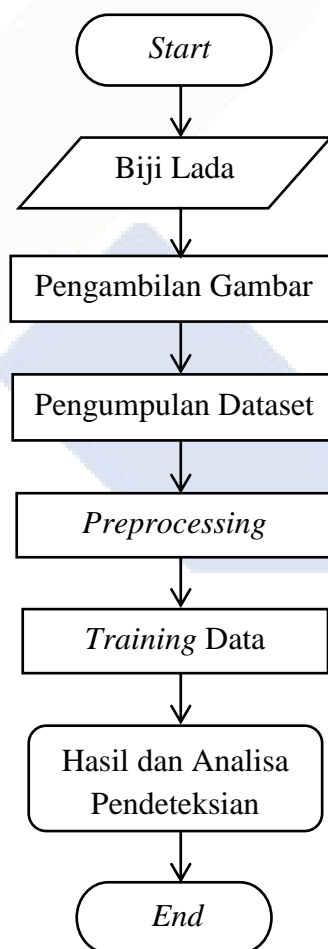 Start
Biji Lada
Pengambilan Gambar
Pengumpulan Dataset
Preprocessing
Training Data
Hasil dan Analisa
Pendeteksian
End